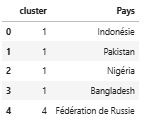 cluster Pays
0 1 Indonésie
1 1 Pakistan
2 1 Nigéria
3 1 Bangladesh
4 4 Fédération de Russie